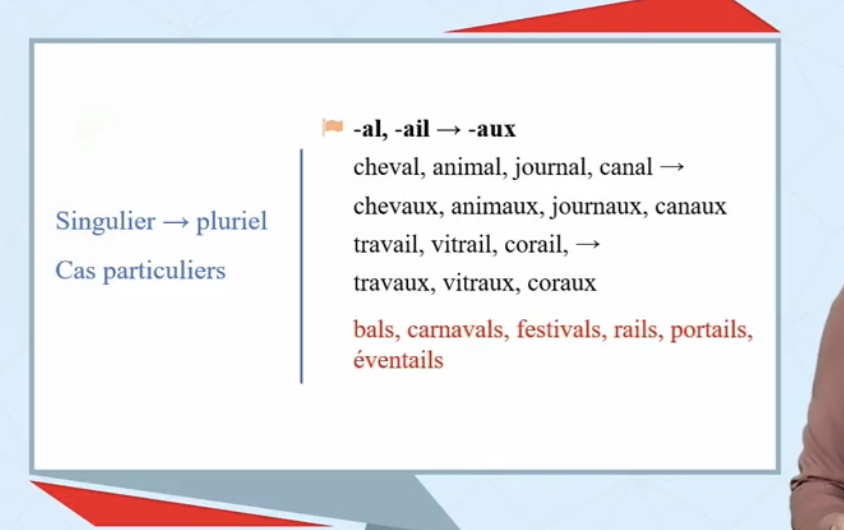 Singulier → pluriel
Cas particuliers
-al, -ail → -aux
cheval, animal, journal, canal →
chevaux, animaux, journaux, canaux
travail, vitrail, corail, →
travaux, vitraux, coraux
bals, carnavals, festivals, rails, portails,
éventails